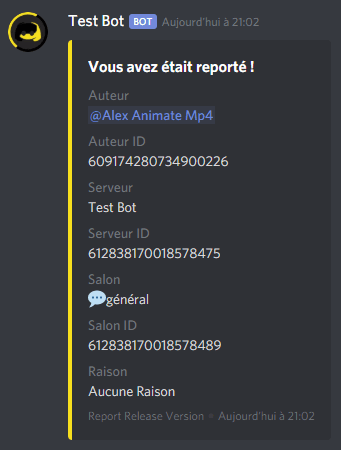 Test Bot BOT Aujourd'hui à 21:02
Vous avez était reporté !
Auteur
@Alex Animate Mp4
Auteur ID
609174280734900226
Serveur
Test Bot
Serveur ID
612838170018578475
Salon
💬général
Salon ID
612838170018578489
Raison
Aucune Raison
Report Release Version • Aujourd'hui à 21:02